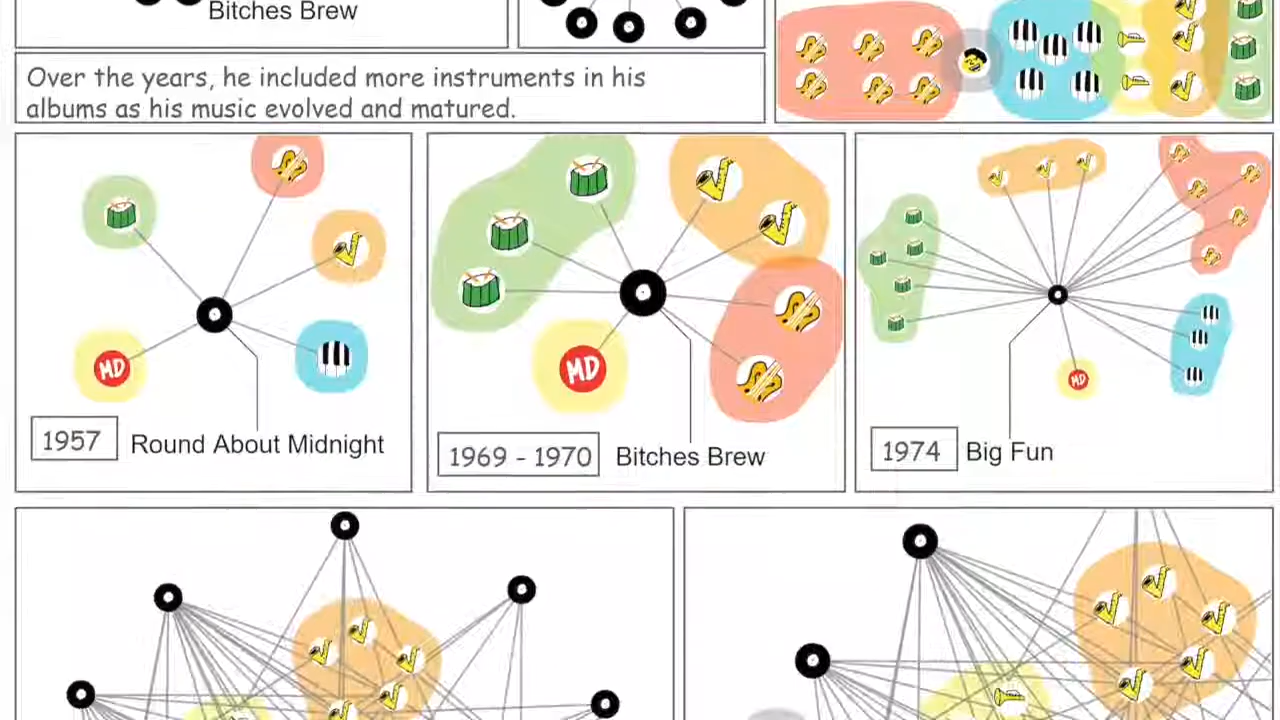 Bitches Brew
Over the years, he included more instruments in his
albums as his music evolved and matured.
MD
1957
Round About Midnight
MD
1969 - 1970
Bitches Brew
MD
1974
Big Fun